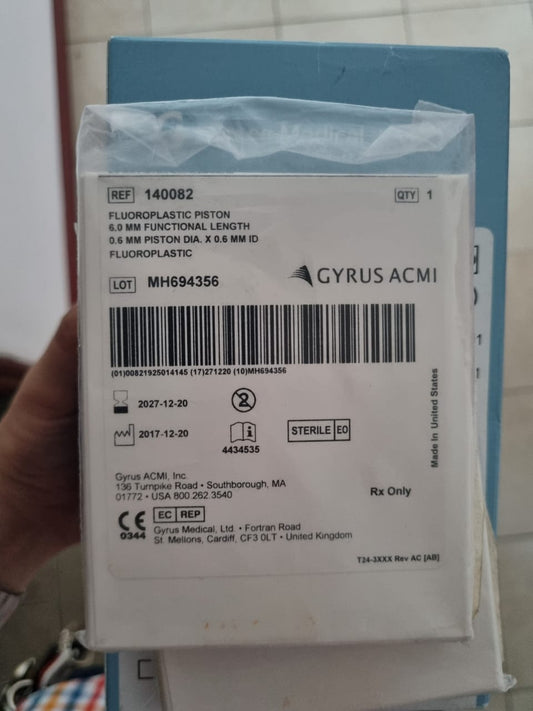 REF 140082
QTY 1
FLUOROPLASTIC PISTON
6.0 MM FUNCTIONAL LENGTH
0.6 MM PISTON DIA. X 0.6 MM ID
FLUOROPLASTIC
LOT MH694356
GYRUS ACMI
(01)00821925014145 (17)271220 (10)MH694356
2027-12-20
2
2017-12-20
4434535
STERILE EO
Made In United States
Gyrus ACMI, Inc.
136 Turnpike Road • Southborough, MA
01772 • USA 800.262.3540
Rx Only
CE 0344
EC REP
Gyrus Medical, Ltd. • Fortran Road
St. Mellons, Cardiff, CF3 0LT • United Kingdom
T24-3XXX Rev AC [AB]
1
1